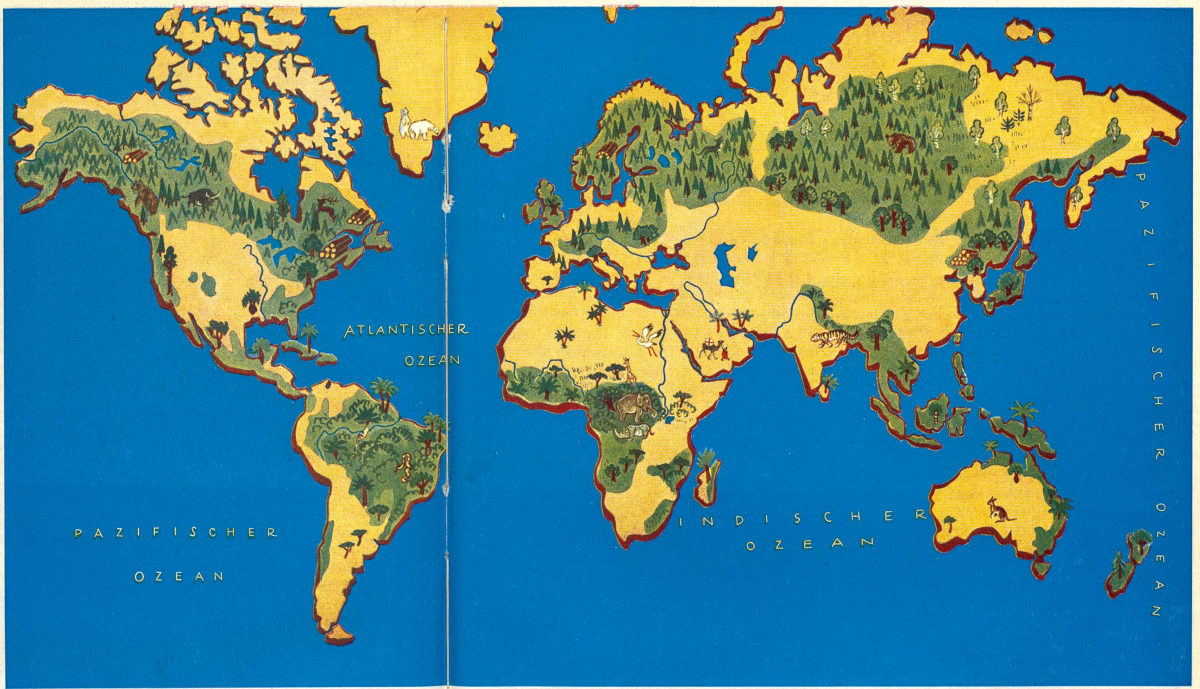 ATLANTISCHER
OZEAN
PAZIFISCHER
OZEAN
INDISCHER
OZEAN
PAZIFISCHER OZEAN